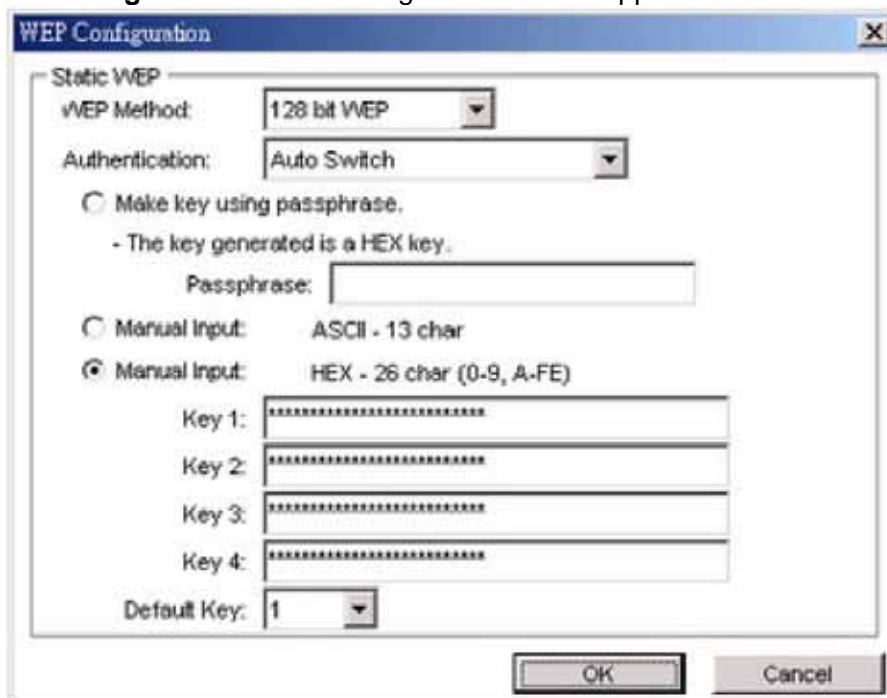 WEP Configuration
Static WEP
WEP Method: 128 bit WEP
Authentication: Auto Switch
Make key using passphrase.
- The key generated is a HEX key.
Passphrase:
Manual Input: ASCII - 13 char
Manual Input: HEX - 26 char (0-9, A-FE)
Key 1: **************************
Key 2: **************************
Key 3: **************************
Key 4: **************************
Default Key: 1
OK Cancel